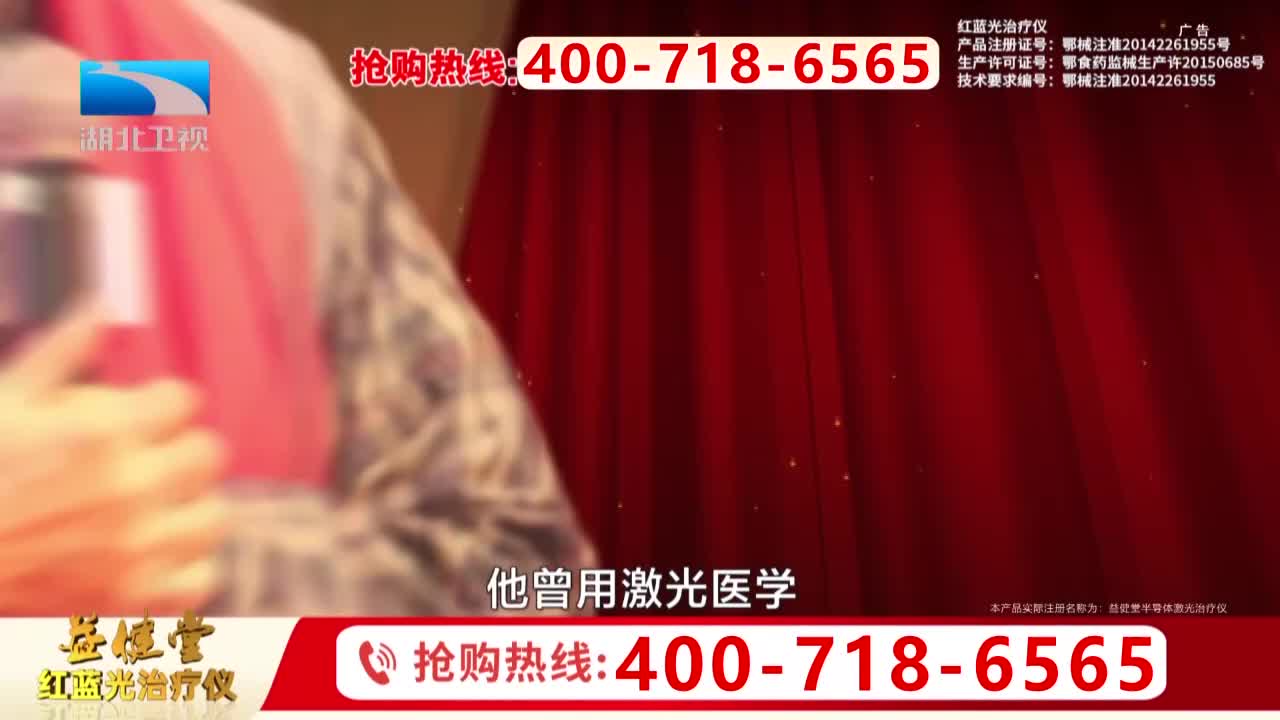 湖北卫视
抢购热线:400-718-6565
广告
红蓝光治疗仪
产品注册证号：鄂械注准20142261955号
生产许可证号：鄂食药监械生产许20150685号
技术要求编号：鄂械注准20142261955
他曾用激光医学
本产品实际注册名称为：益健堂半导体激光治疗仪
益健堂
红蓝光治疗仪
抢购热线:400-718-6565